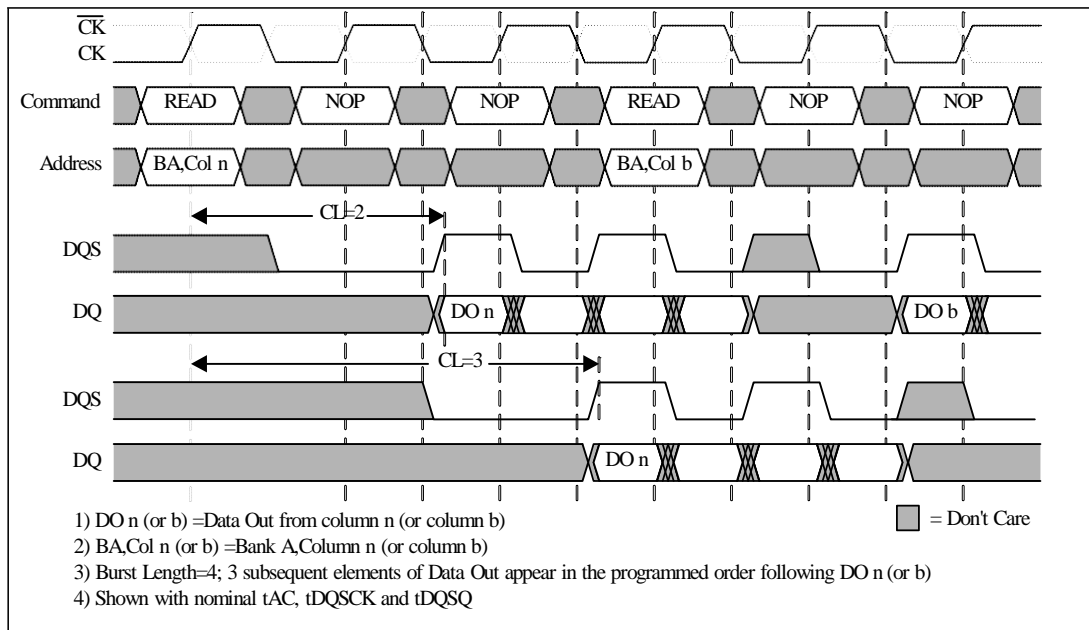 CK
CK
Command READ NOP NOP READ NOP NOP
Address BA,Col n BA,Col b
CL=2
DQS
DQ DO n DO b
CL=3
DQS
DQ DO n
1) DO n (or b) =Data Out from column n (or column b)
= Don't Care
2) BA,Col n (or b) =Bank A,Column n (or column b)
3) Burst Length=4; 3 subsequent elements of Data Out appear in the programmed order following DO n (or b)
4) Shown with nominal tAC, tDQSCK and tDQSQ